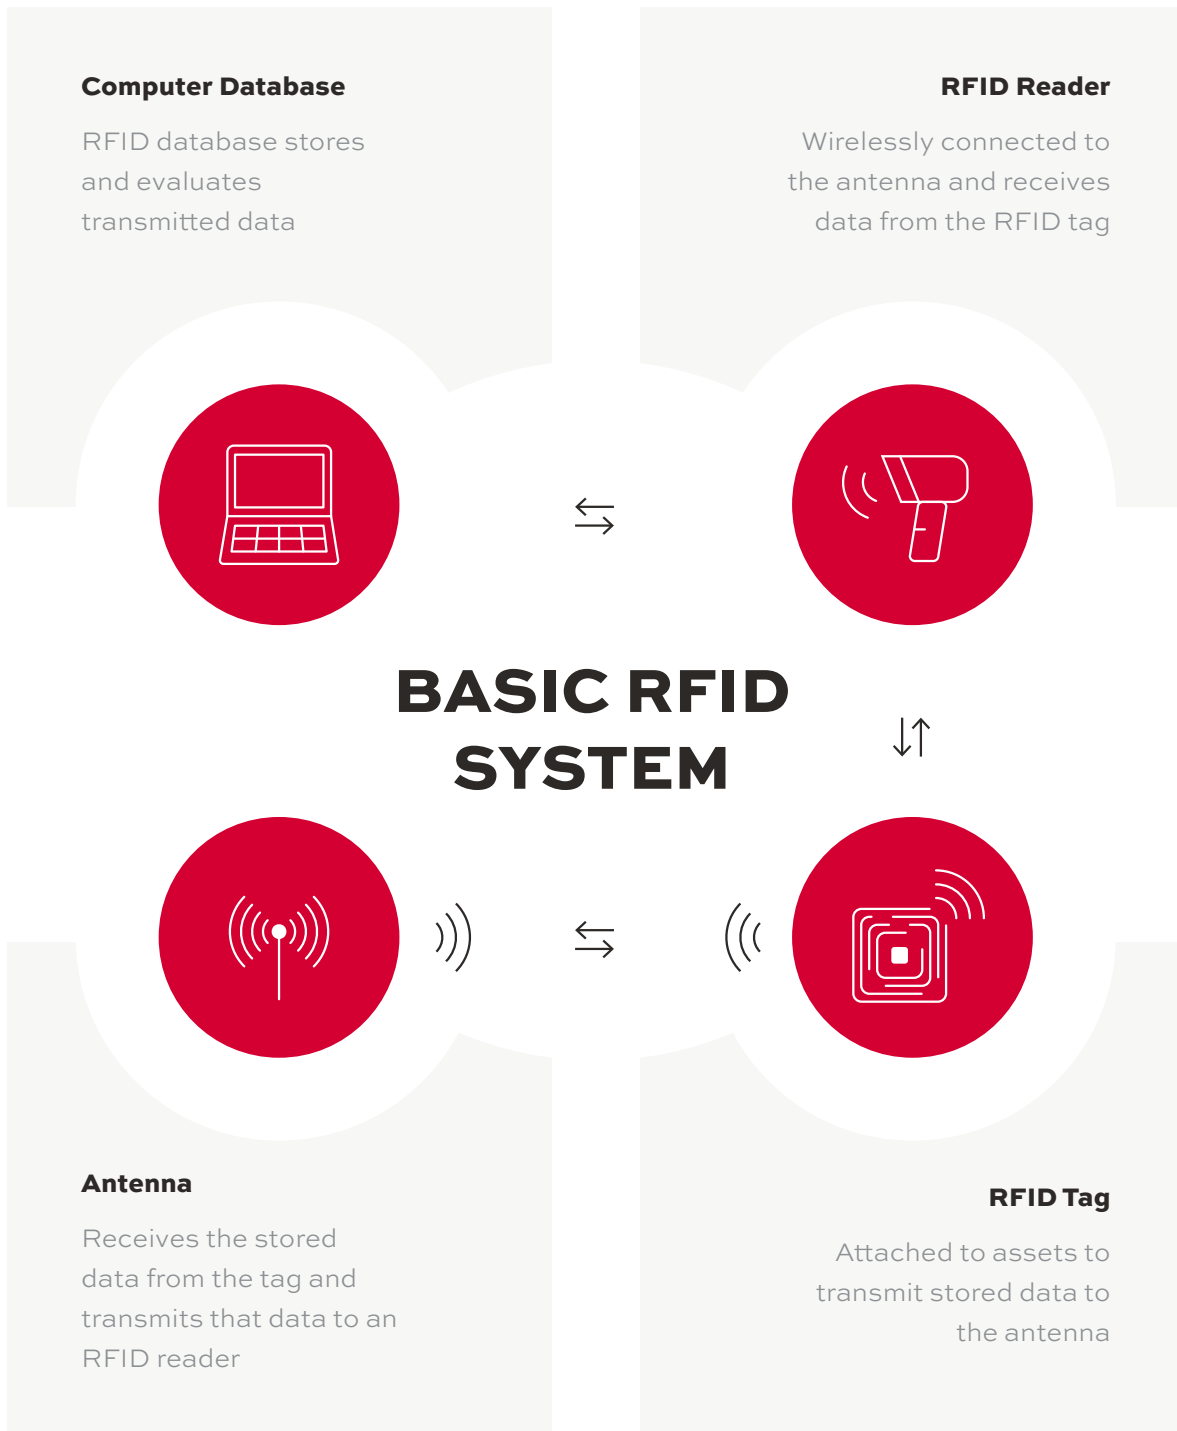 Computer Database
RFID database stores
and evaluates
transmitted data
RFID Reader
Wirelessly connected to
the antenna and receives
data from the RFID tag
BASIC RFID
SYSTEM
Antenna
Receives the stored
data from the tag and
transmits that data to an
RFID reader
RFID Tag
Attached to assets to
transmit stored data to
the antenna